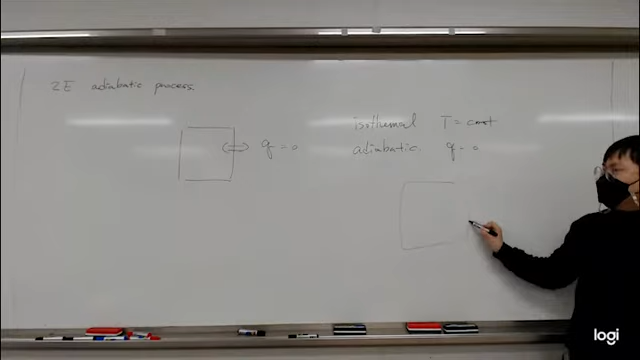 2E adiabatic process
q = 0
isothermal T = const
adiabatic q = 0
logi